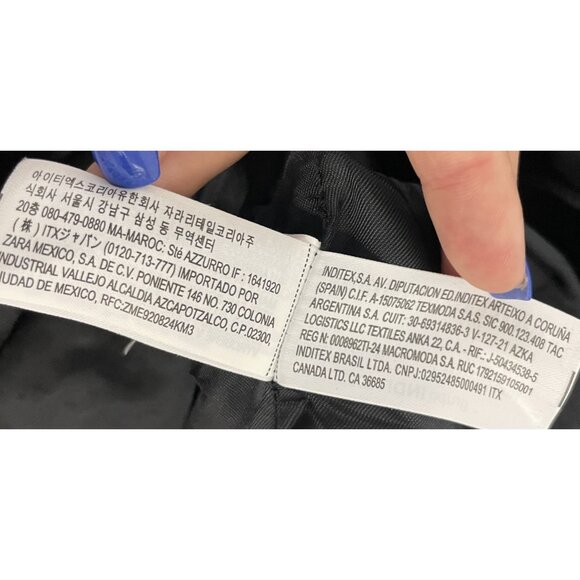 아이티엑스코리아유한회사 자라리테일코리아주
식회사 서울시 강남구 삼성 동 무역센터
20층 080-479-0880 MA-MAROC: Sté AZZURRO IF : 1641920
(株) ITXジャパン (0120-713-777) IMPORTADO POR
ZARA MEXICO, S.A. DE C.V. PONIENTE 146 NO. 730 COLONIA
INDUSTRIAL VALLEJO ALCALDIA AZCAPOTZALCO, C.P.02300,
CIUDAD DE MEXICO, RFC:ZME920824KM3
INDITEX,S.A. AV. DIPUTACION ED.INDITEX ARTEIXO A CORUÑA
(SPAIN) C.I.F. A-15075062 TEXMODA S.A.S. SIC 900.123.408 TAC
ARGENTINA S.A. CUIT: 30-69314836-3 V-127-21 AZKA
LOGISTICS LLC TEXTILES ANKA 22, C.A. - RIF.: J-50434538-5
REG N: 0008962TI-24 MACROMODA S.A. RUC 1792159105001
INDITEX BRASIL LTDA. CNPJ:02952485000491 ITX
CANADA LTD. CA 36685